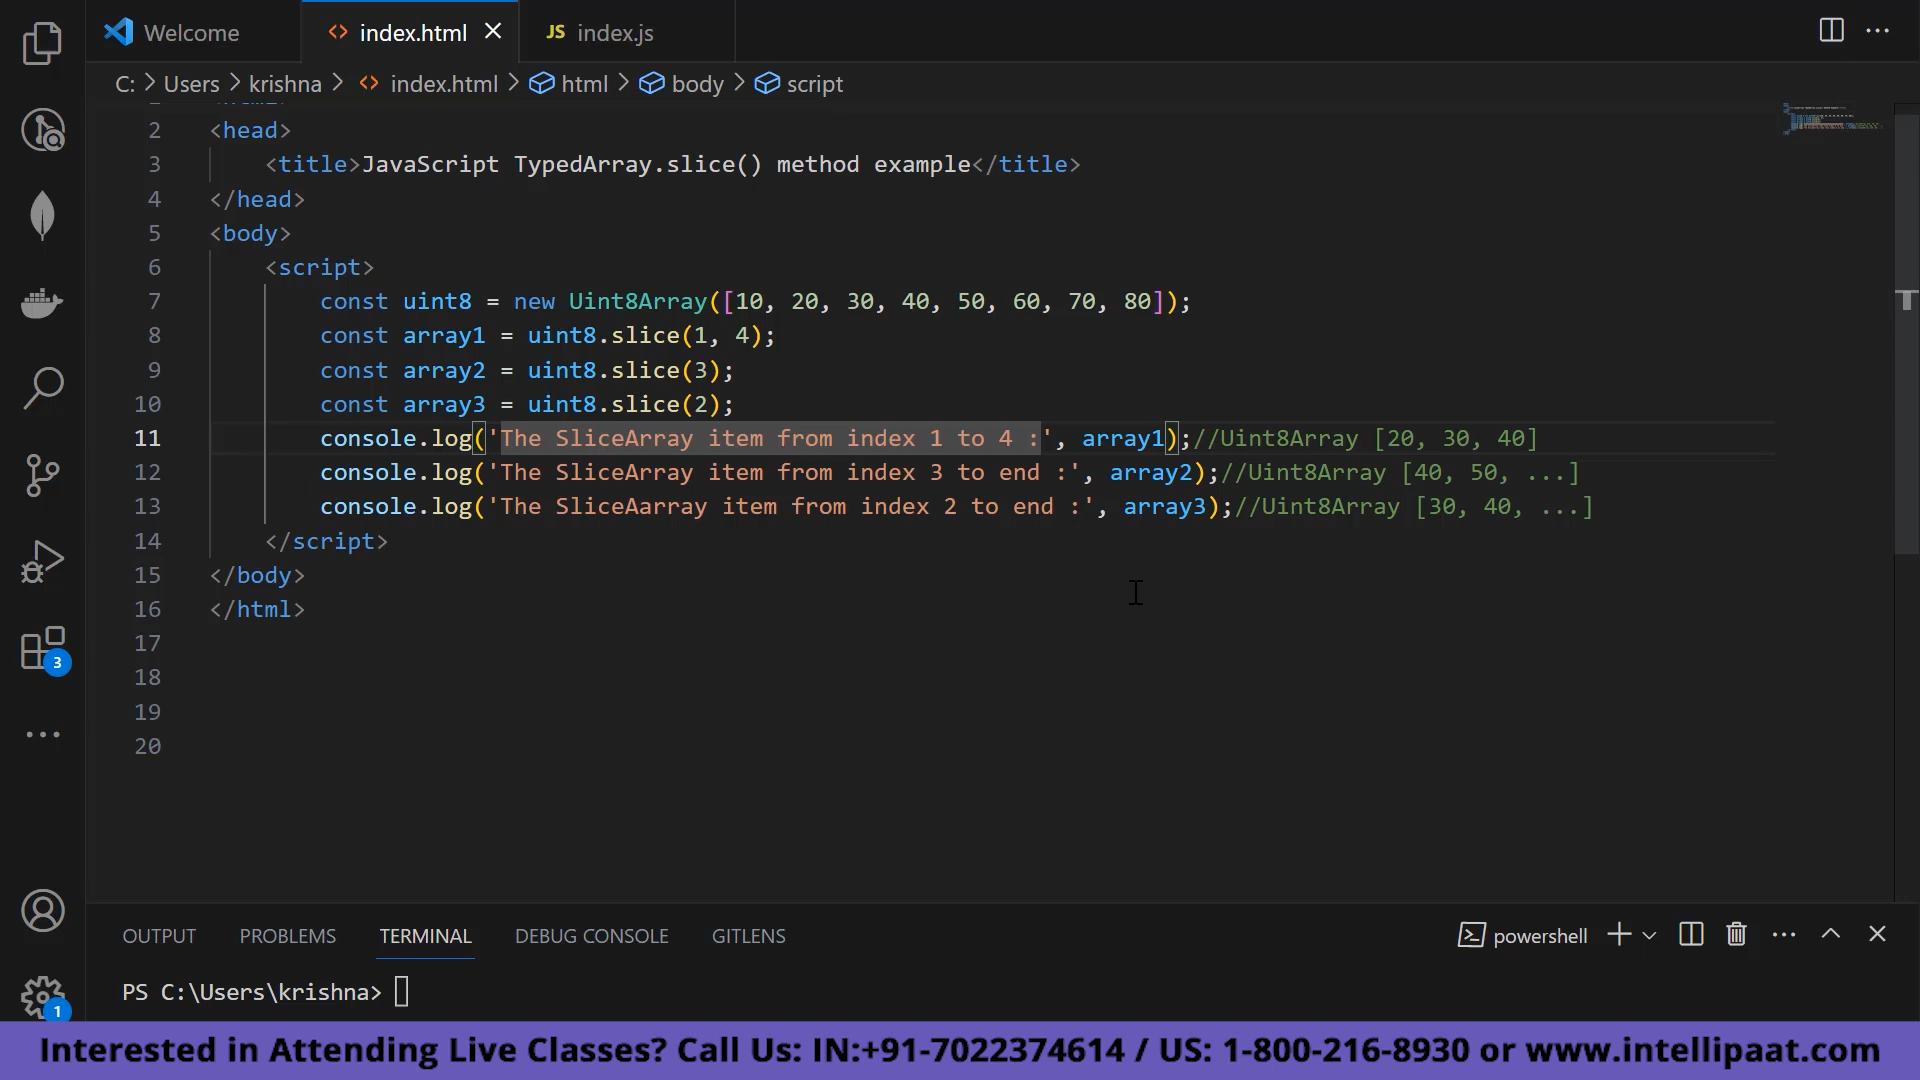 Welcome
index.html
JS index.js
C: > Users > krishna > <> index.html > html > body > script
2 <head>
3 <title>JavaScript TypedArray.slice() method example</title>
4 </head>
5 <body>
6 <script>
7 const uint8 = new Uint8Array([10, 20, 30, 40, 50, 60, 70, 80]);
8 const array1 = uint8.slice(1, 4);
9 const array2 = uint8.slice(3);
10 const array3 = uint8.slice(2);
11 console.log('The SliceArray item from index 1 to 4 :', array1);//Uint8Array [20, 30, 40]
12 console.log('The SliceArray item from index 3 to end :', array2);//Uint8Array [40, 50, ...]
13 console.log('The SliceAarray item from index 2 to end :', array3);//Uint8Array [30, 40, ...]
14 </script>
15 </body>
16 </html>
17
18
19
20
3
1
OUTPUT PROBLEMS TERMINAL DEBUG CONSOLE GITLENS
powershell
PS C:\Users\krishna>
Interested in Attending Live Classes? Call Us: IN:+91-7022374614 / US: 1-800-216-8930 or www.intellipaat.com